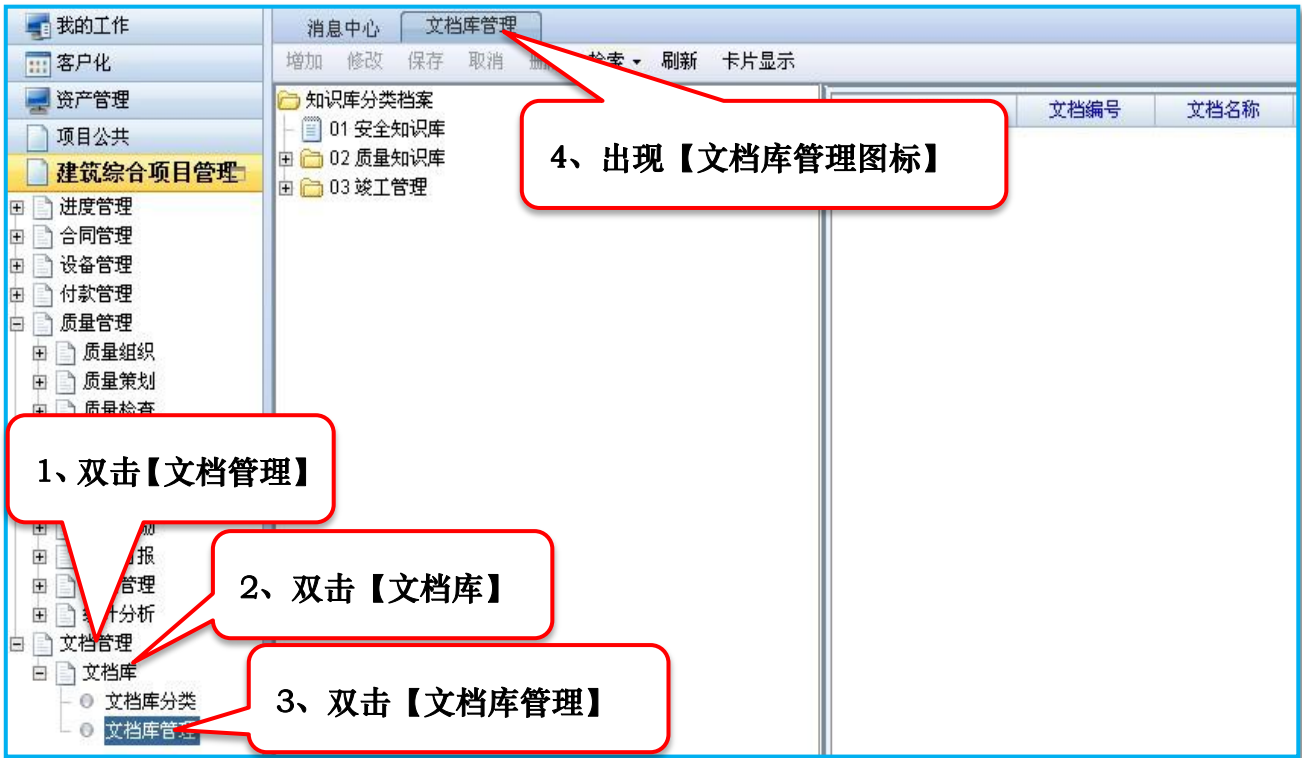 我的工作
客户化
资产管理
项目公共
建筑综合项目管理
进度管理
合同管理
设备管理
付款管理
质量管理
质量组织
质量策划
质量检查
报
管理
分析
文档管理
文档库
文档库分类
文档库管理
消息中心 文档库管理
增加 修改 保存 取消 检索 刷新 卡片显示
知识库分类档案
01 安全知识库
02 质量知识库
03 竣工管理
文档编号 文档名称
4、出现【文档库管理图标】
1、双击【文档管理】
2、双击【文档库】
3、双击【文档库管理】